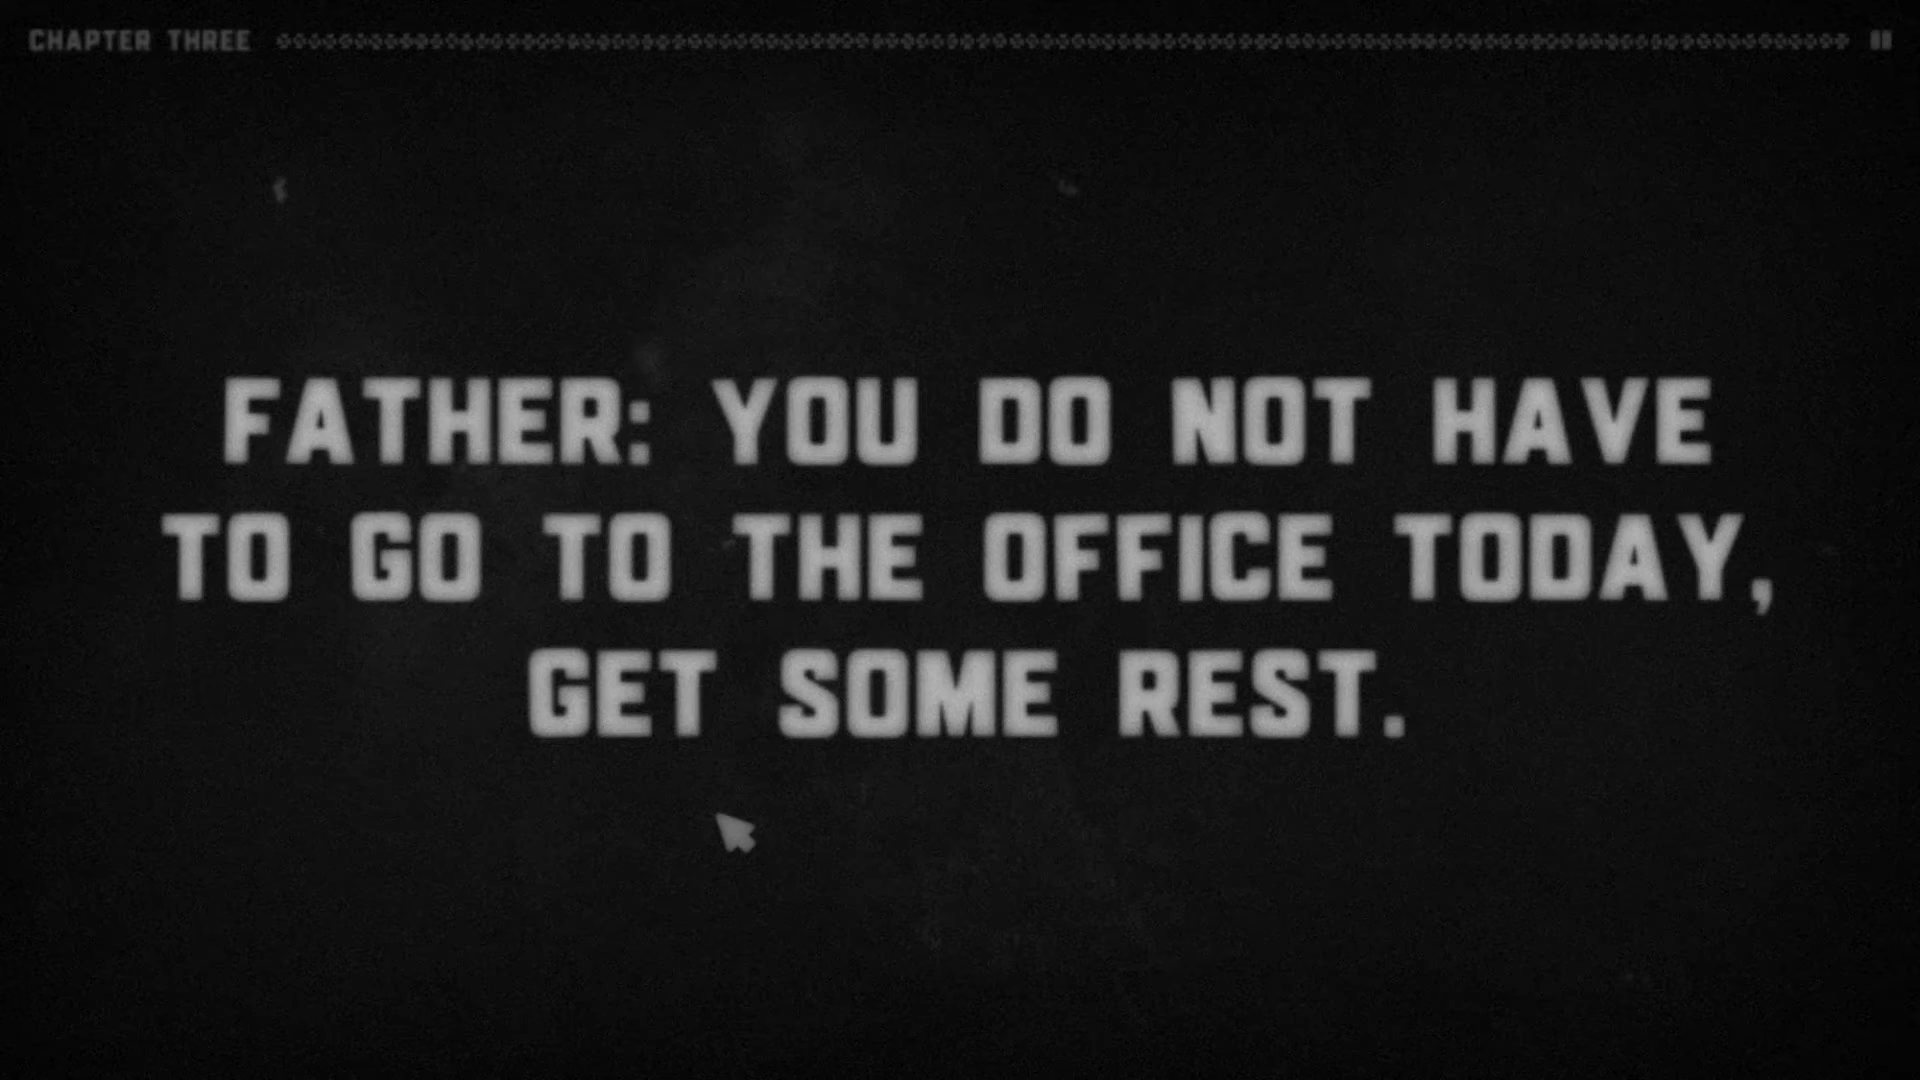 CHAPTER THREE
FATHER: YOU DO NOT HAVE
TO GO TO THE OFFICE TODAY,
GET SOME REST.